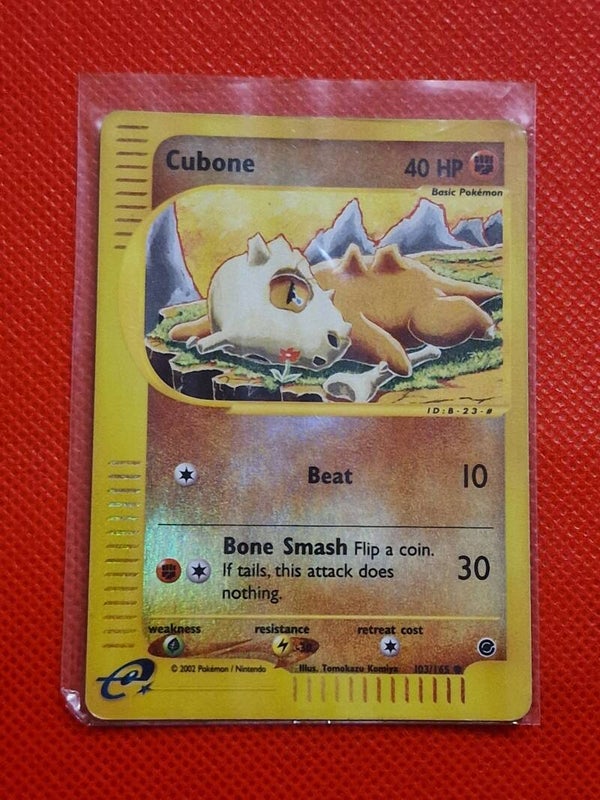 Cubone
40 HP
Basic Pokémon
ID:B-23-#
Beat 10
Bone Smash Flip a coin.
If tails, this attack does
nothing.
30
weakness resistance retreat cost
-30
© 2002 Pokémon / Nintendo Illus. Tomokazu Komiya 103/165
e